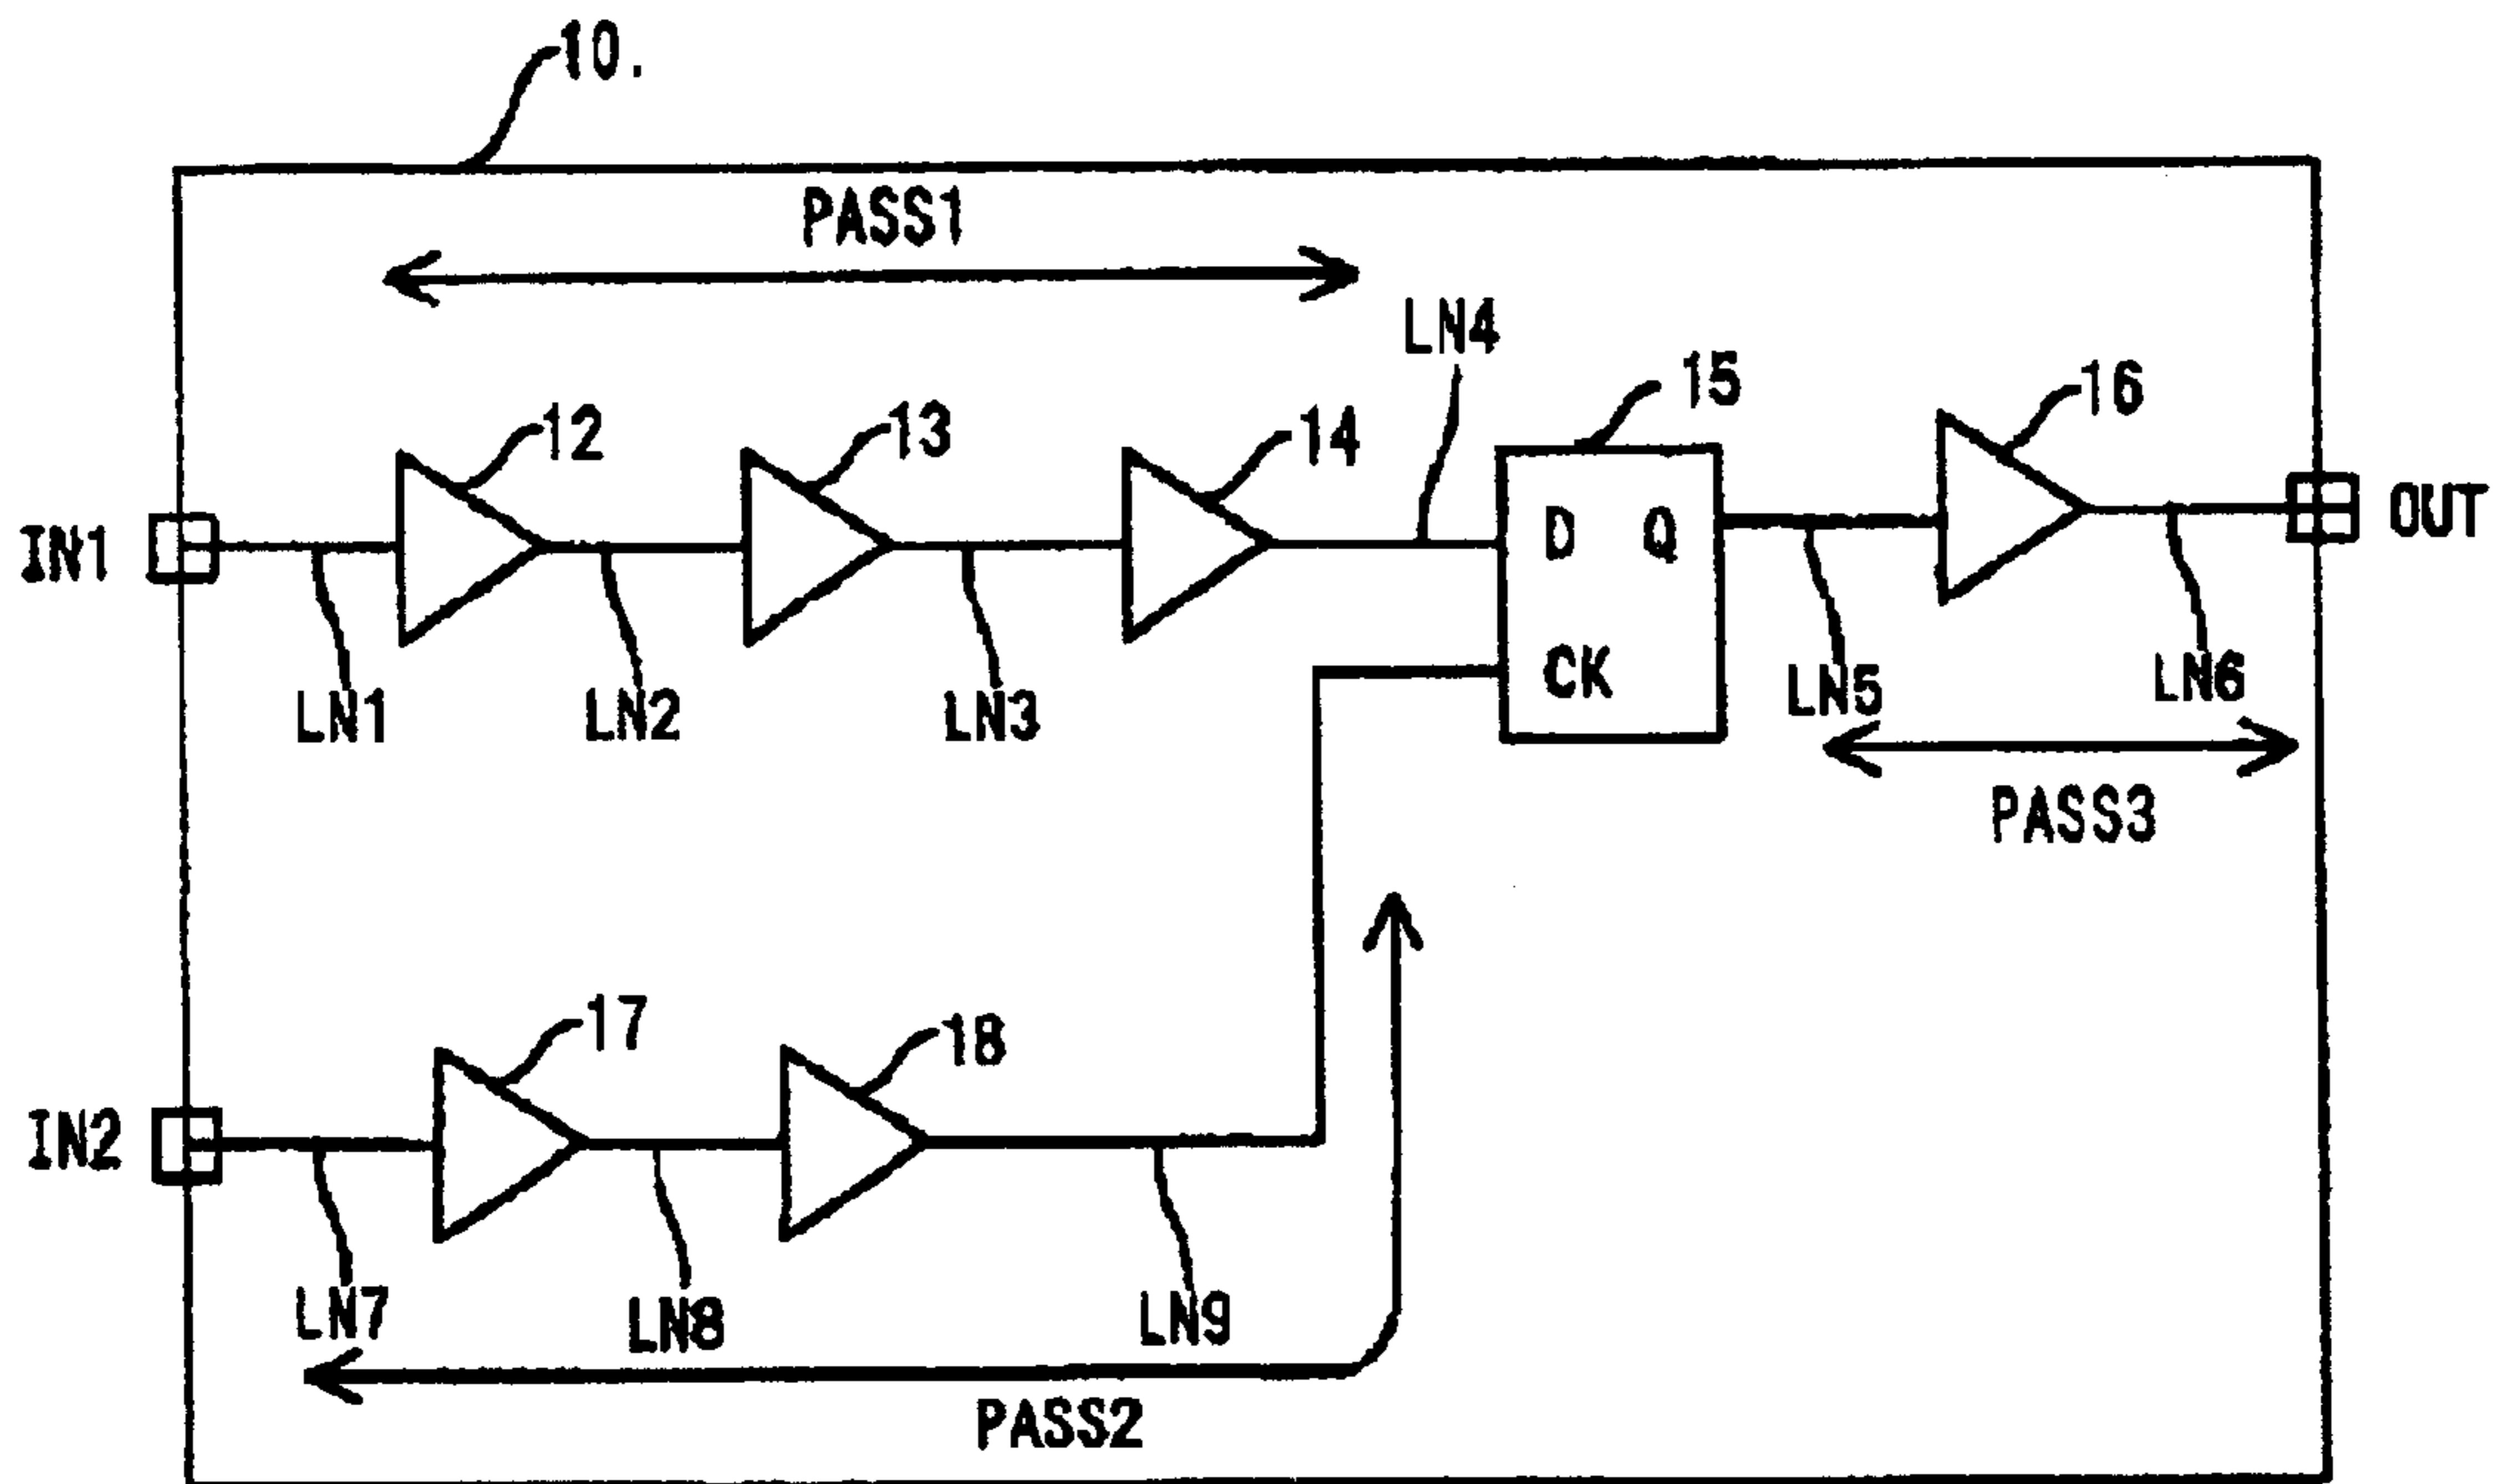 10.
PASS1
LN4
15
16
12
13
14
IN1
D Q
OUT
CK
LN1
LN2
LN3
LN5
LN6
PASS3
17
18
IN2
LN7
LN8
LN9
PASS2